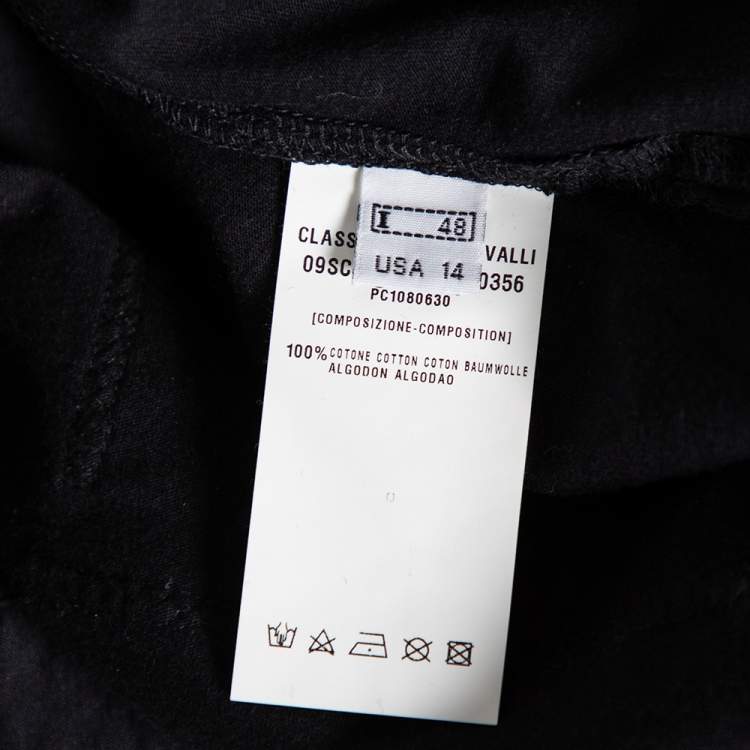 I 48
USA 14
CLASS VALLI
09SC 0356
PC1080630
[COMPOSIZIONE-COMPOSITION]
100% COTONE COTTON COTON BAUMWOLLE
ALGODON ALGODAO